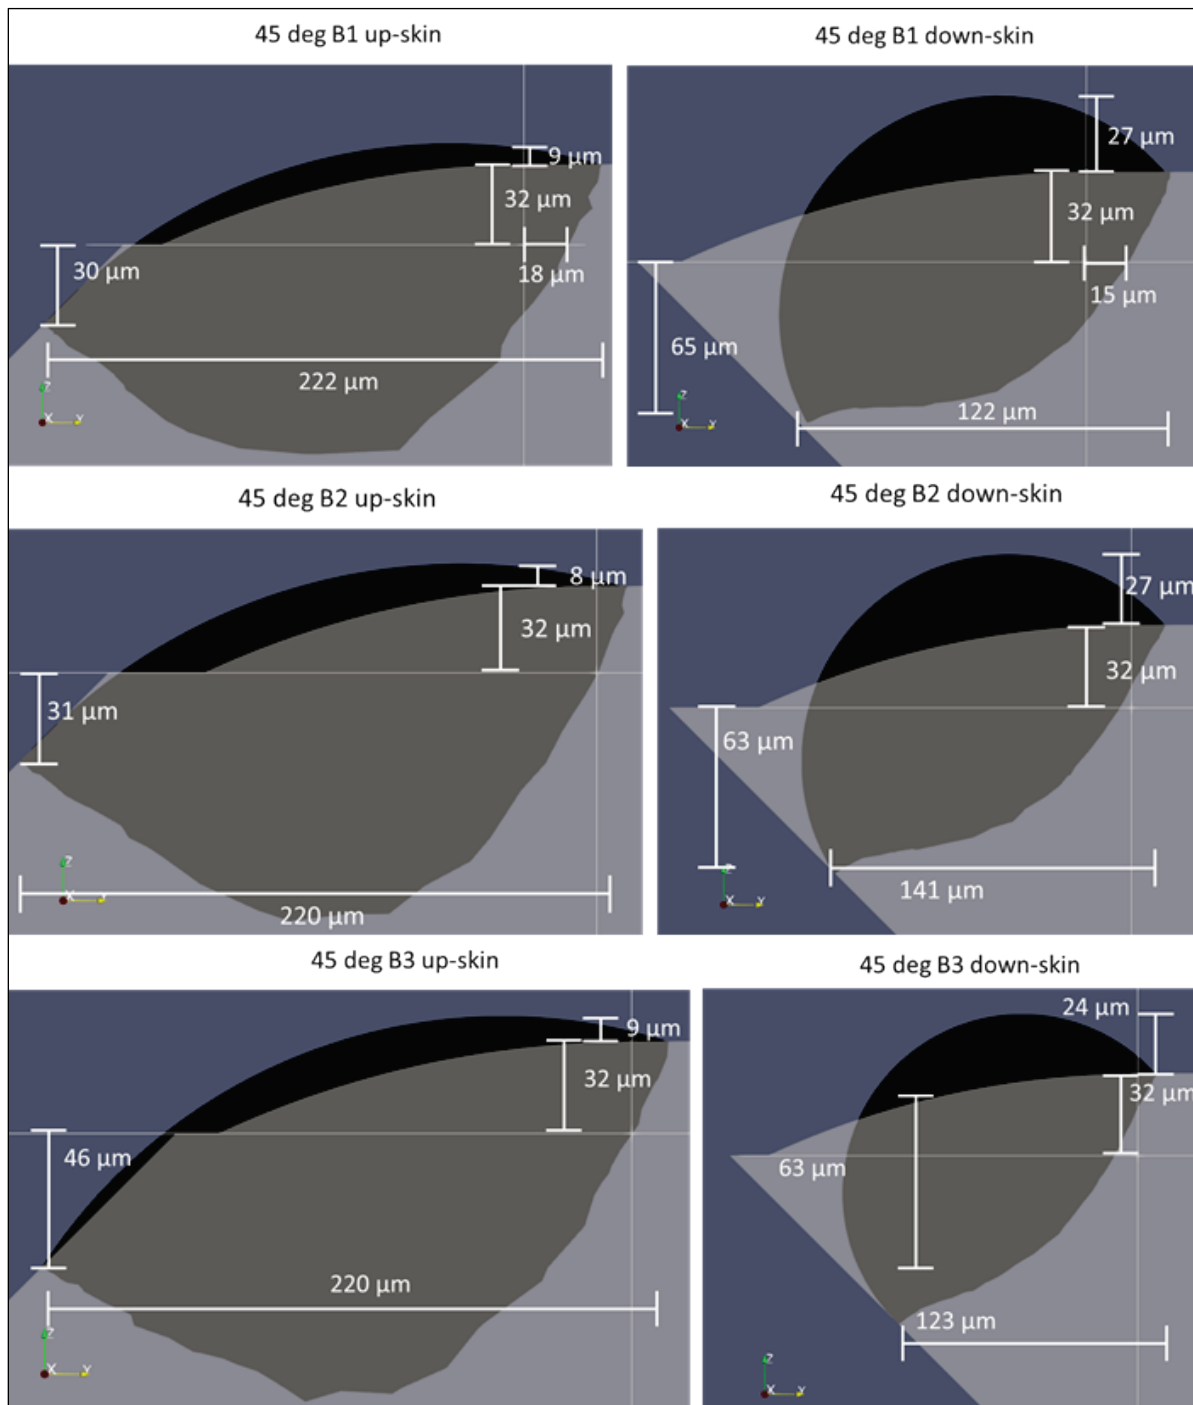 45 deg B1 up-skin
9 µm
32 µm
30 µm
18 µm
222 µm
Z
X Y
45 deg B1 down-skin
27 µm
32 µm
15 µm
65 µm
Z
X Y
122 µm
45 deg B2 up-skin
8 µm
32 µm
31 µm
Z
X Y
220 µm
45 deg B2 down-skin
27 µm
32 µm
63 µm
Z
X Y
141 µm
45 deg B3 up-skin
9 µm
32 µm
46 µm
220 µm
Z
X Y
45 deg B3 down-skin
24 µm
32 µm
63 µm
123 µm
Z
X Y